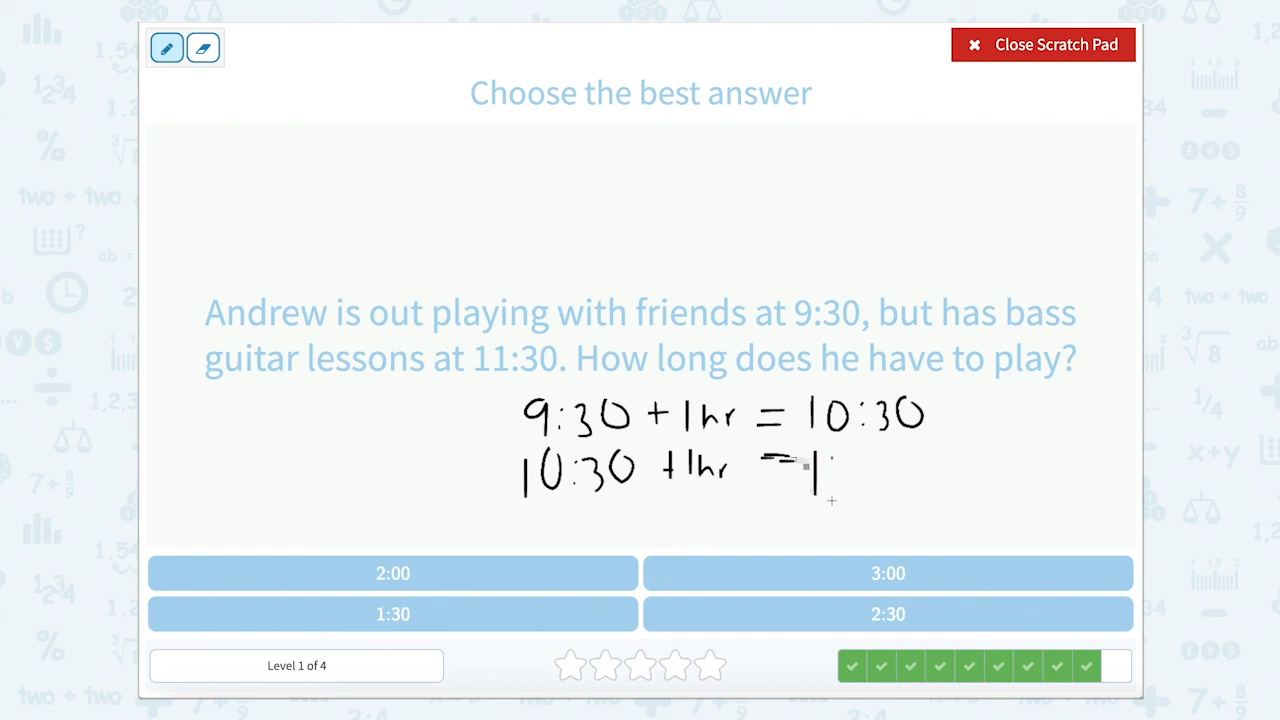 Close Scratch Pad
Choose the best answer
Andrew is out playing with friends at 9:30, but has bass
guitar lessons at 11:30. How long does he have to play?
9:30 + 1hr = 10:30
10:30 +1hr = 1
2:00
3:00
1:30
2:30
Level 1 of 4